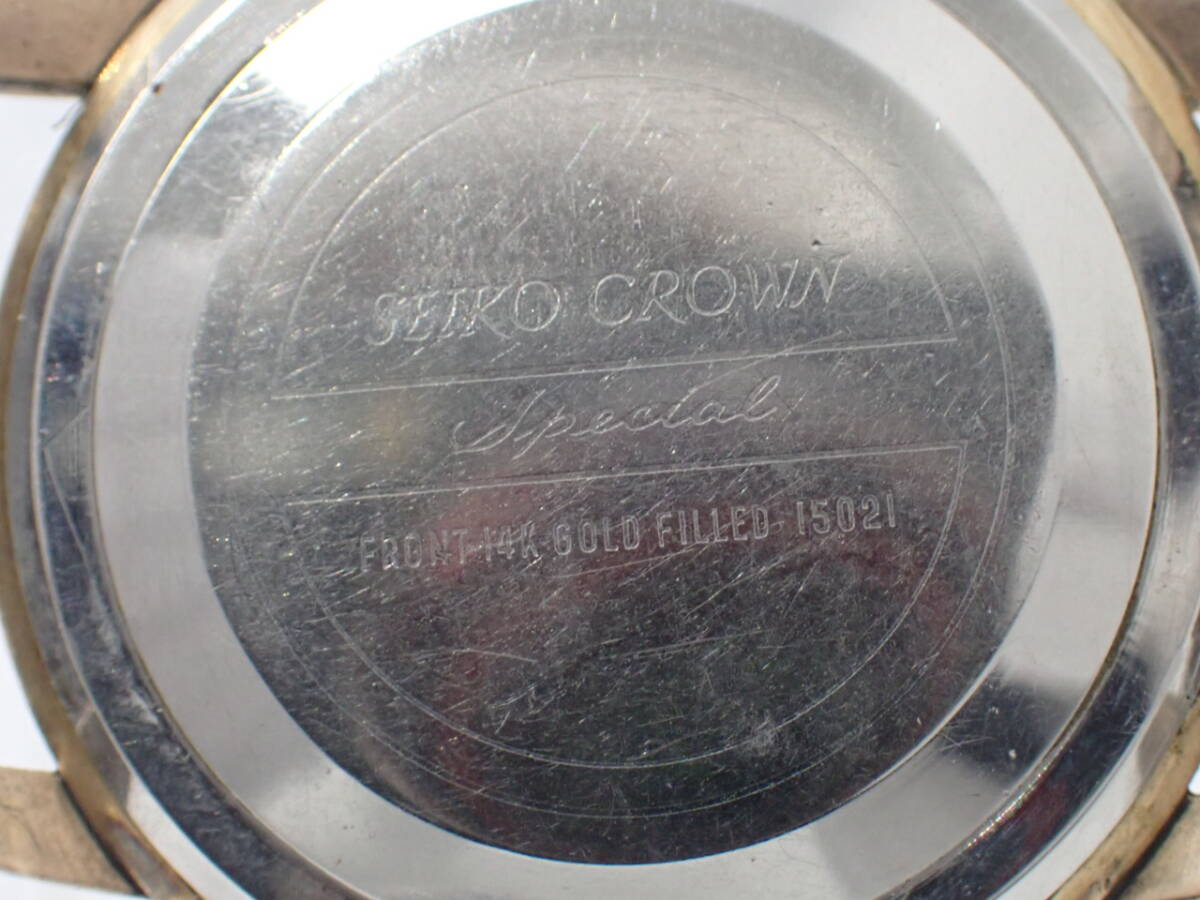 SEIKO CROWN
Special
FRONT 14K GOLD FILLED 15021